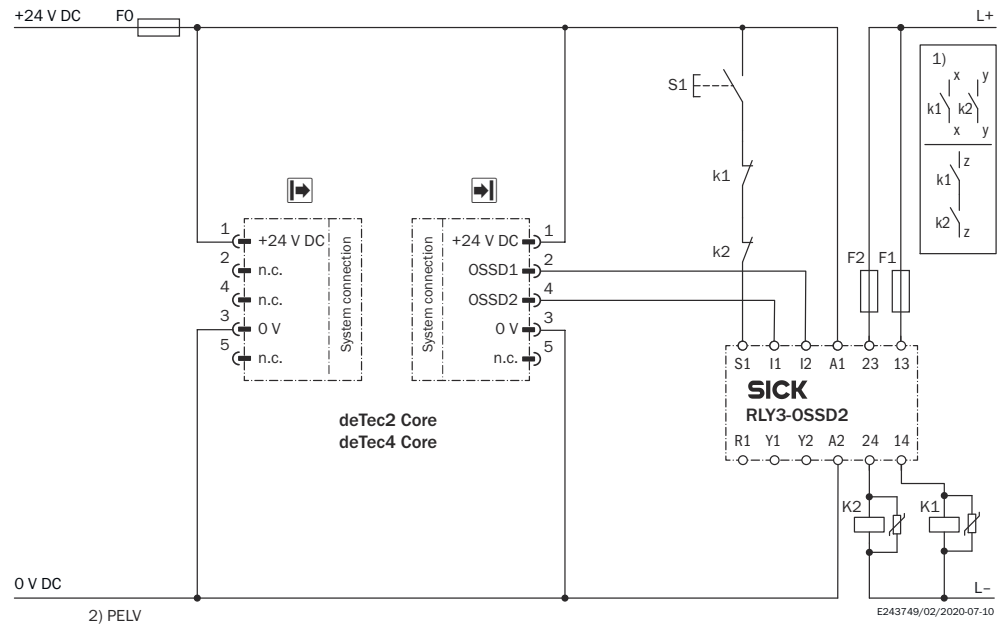 +24 V DC
F0
L+
1)
x y
k1 k2
x y
z
k1
k2
z
S1
k1
k2
1 +24 V DC
2 n.c.
4 n.c.
3 0 V
5 n.c.
System connection
System connection
+24 V DC 1
OSSD1 2
OSSD2 4
0 V 3
n.c. 5
F2 F1
S1 I1 I2 A1 23 13
SICK
RLY3-OSSD2
R1 Y1 Y2 A2 24 14
deTec2 Core
deTec4 Core
K2 K1
0 V DC
L–
2) PELV
E243749/02/2020-07-10